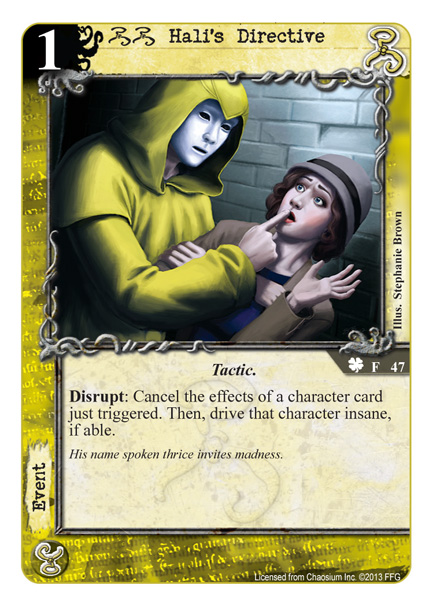 1
Hali's Directive
Illus. Stephanie Brown
Tactic.
F 47
Disrupt: Cancel the effects of a character card
just triggered. Then, drive that character insane,
if able.
His name spoken thrice invites madness.
Event
Licensed from Chaosium Inc. ©2013 FFG